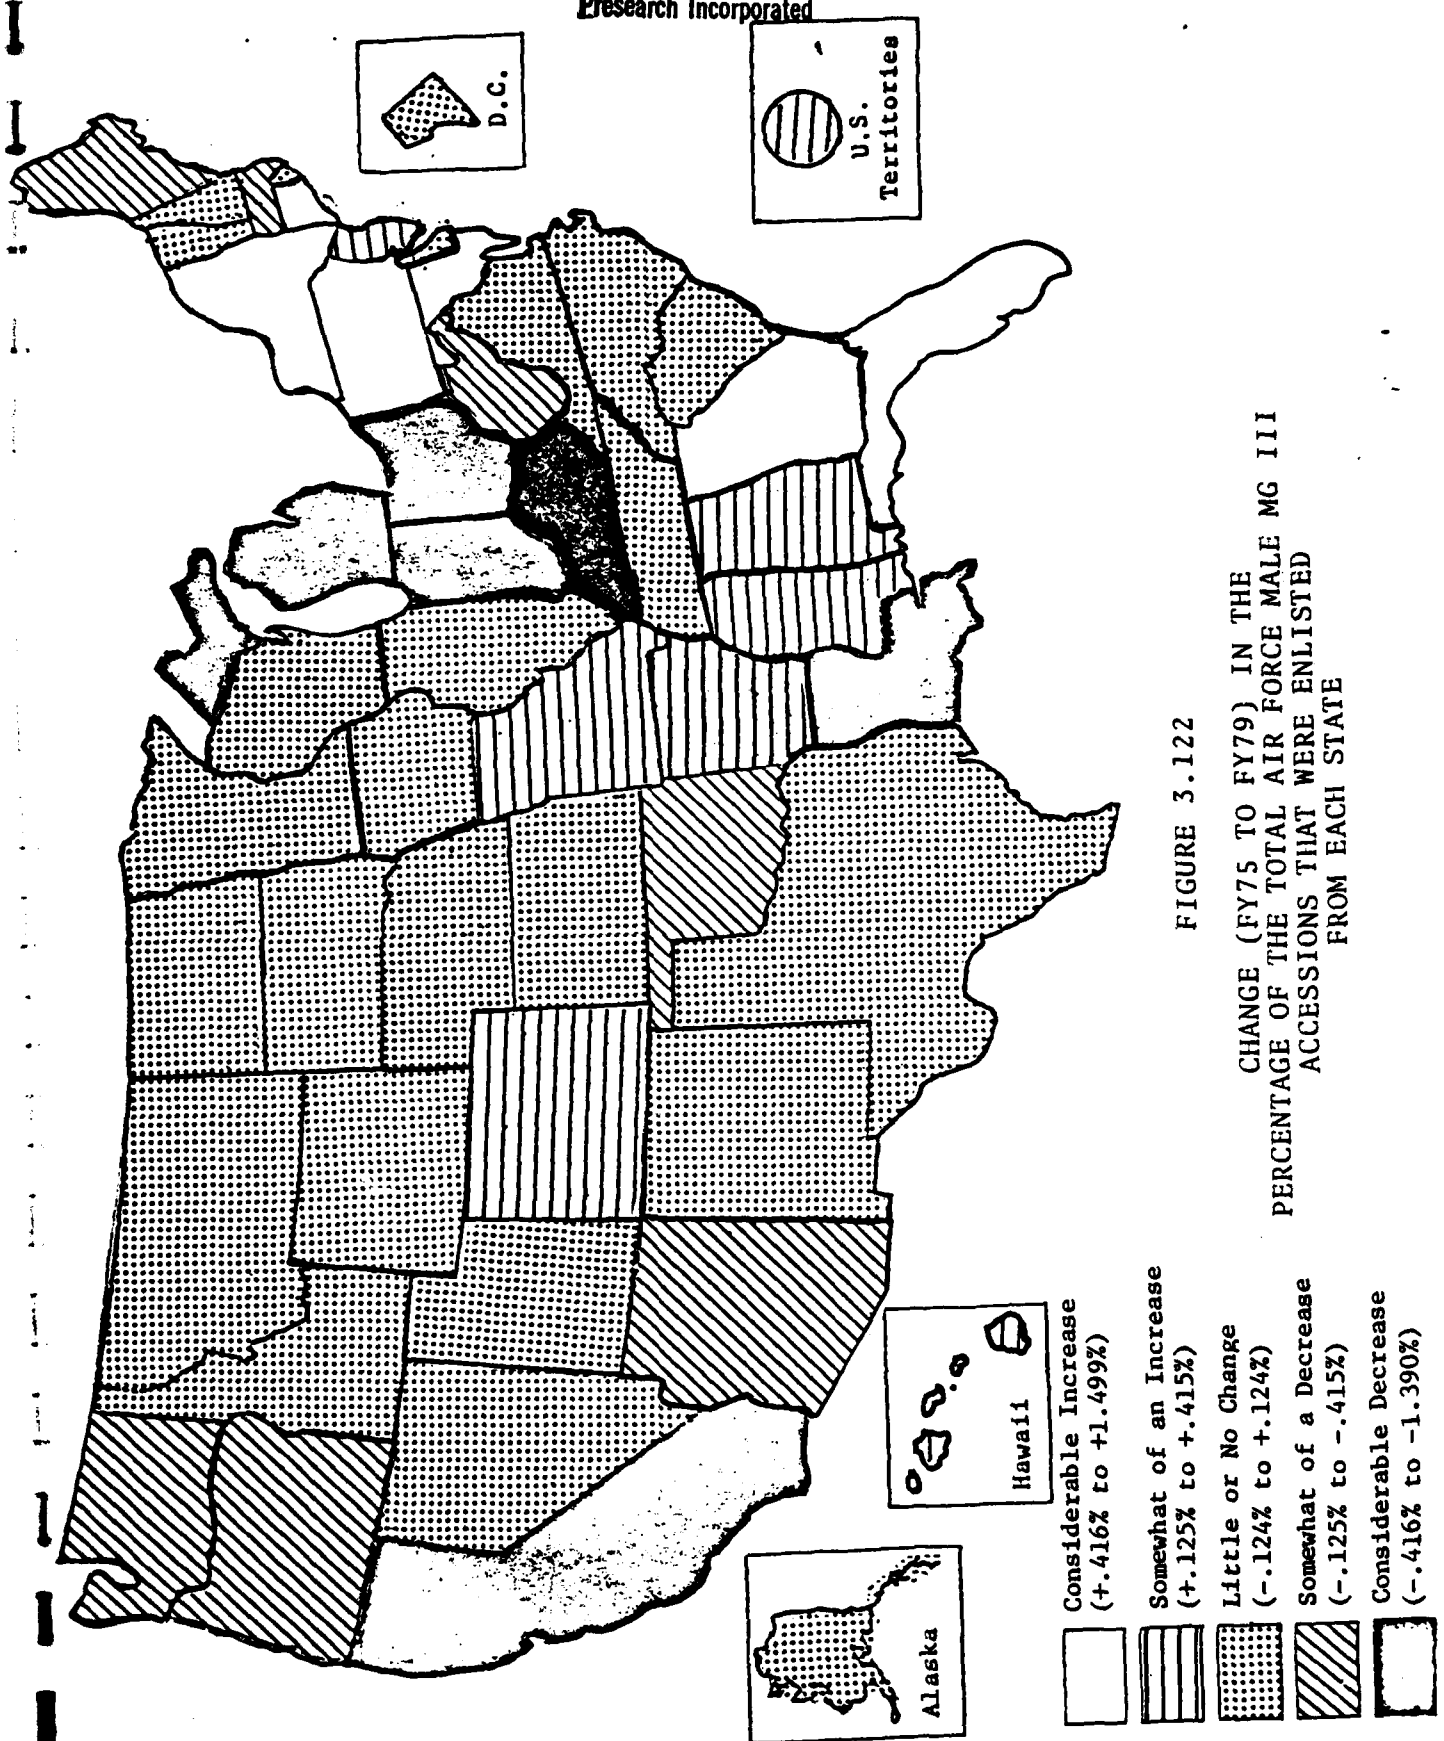 Presearch Incorporated
D.C.
U.S.
Territories
Hawaii
Alaska
Considerable Increase
(+.416% to +1.499%)
Somewhat of an Increase
(+.125% to +.415%)
Little or No Change
(-.124% to +.124%)
Somewhat of a Decrease
(-.125% to -.415%)
Considerable Decrease
(-.416% to -1.390%)
FIGURE 3.122
CHANGE (FY75 TO FY79) IN THE
PERCENTAGE OF THE TOTAL AIR FORCE MALE MG III
ACCESSIONS THAT WERE ENLISTED
FROM EACH STATE